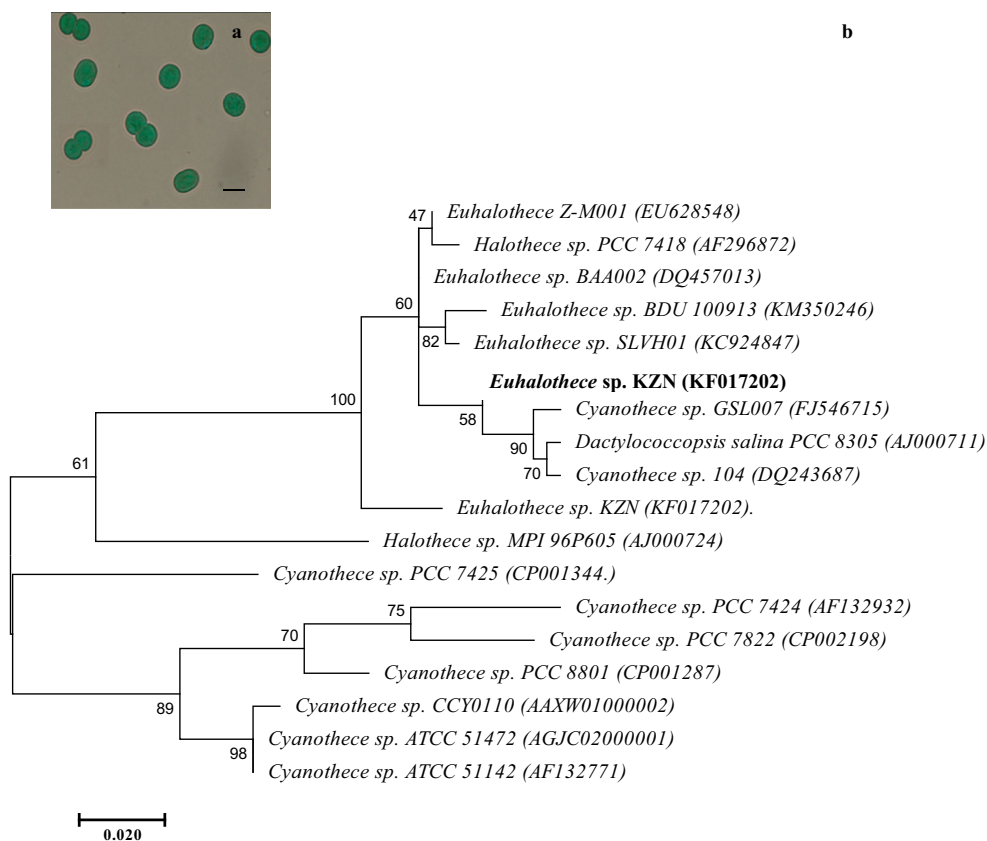 a
b
47
Euhalothece Z-M001 (EU628548)
Halothece sp. PCC 7418 (AF296872)
Euhalothece sp. BAA002 (DQ457013)
60
Euhalothece sp. BDU 100913 (KM350246)
82
Euhalothece sp. SLVH01 (KC924847)
Euhalothece sp. KZN (KF017202)
100
58
Cyanothece sp. GSL007 (FJ546715)
90
Dactylococcopsis salina PCC 8305 (AJ000711)
70
Cyanothece sp. 104 (DQ243687)
61
Euhalothece sp. KZN (KF017202).
Halothece sp. MPI 96P605 (AJ000724)
Cyanothece sp. PCC 7425 (CP001344.)
75
Cyanothece sp. PCC 7424 (AF132932)
70
Cyanothece sp. PCC 7822 (CP002198)
Cyanothece sp. PCC 8801 (CP001287)
89
Cyanothece sp. CCY0110 (AAXW01000002)
98
Cyanothece sp. ATCC 51472 (AGJC02000001)
Cyanothece sp. ATCC 51142 (AF132771)
0.020